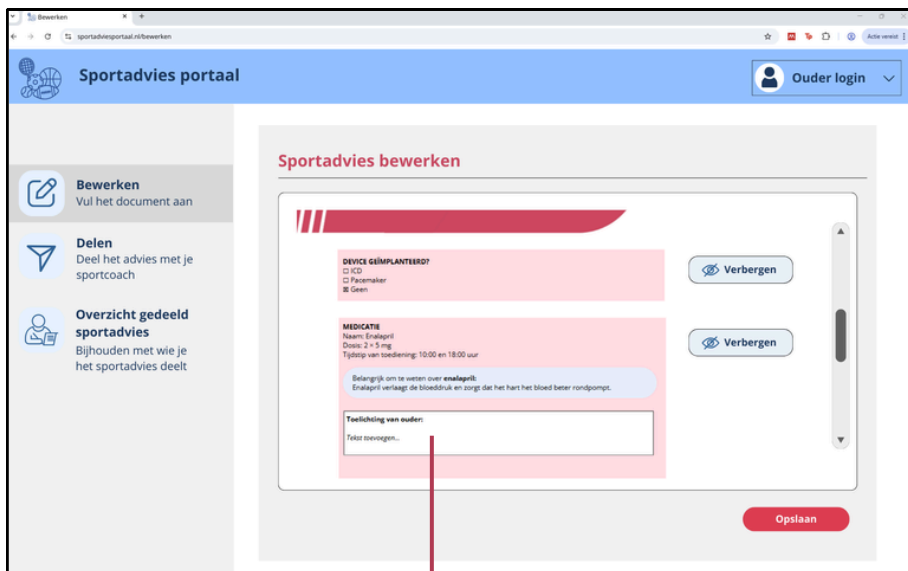 Bewerken
sportadviesportaal.nl/bewerken
Actie vereist
Sportadvies portaal
Ouder login
Bewerken
Vul het document aan
Delen
Deel het advies met je
sportcoach
Overzicht gedeeld
sportadvies
Bijhouden met wie je
het sportadvies deelt
Sportadvies bewerken
DEVICE GEÏMPLANTEERD?
☐ ICD
☐ Pacemaker
☒ Geen
Verbergen
MEDICATIE
Naam: Enalapril
Dosis: 2 × 5 mg
Tijdstip van toediening: 10:00 en 18:00 uur
Verbergen
Belangrijk om te weten over enalapril:
Enalapril verlaagt de bloeddruk en zorgt dat het hart het bloed beter rondpompt.
Toelichting van ouder:
Tekst toevoegen...
Opslaan